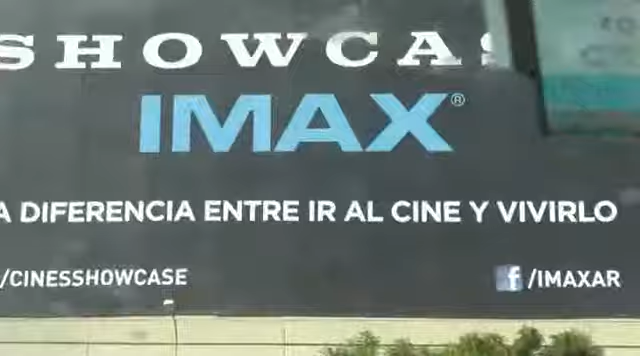 SHOWCAS
IMAX®
A DIFERENCIA ENTRE IR AL CINE Y VIVIRLO
/CINESSHOWCASE
f /IMAXAR